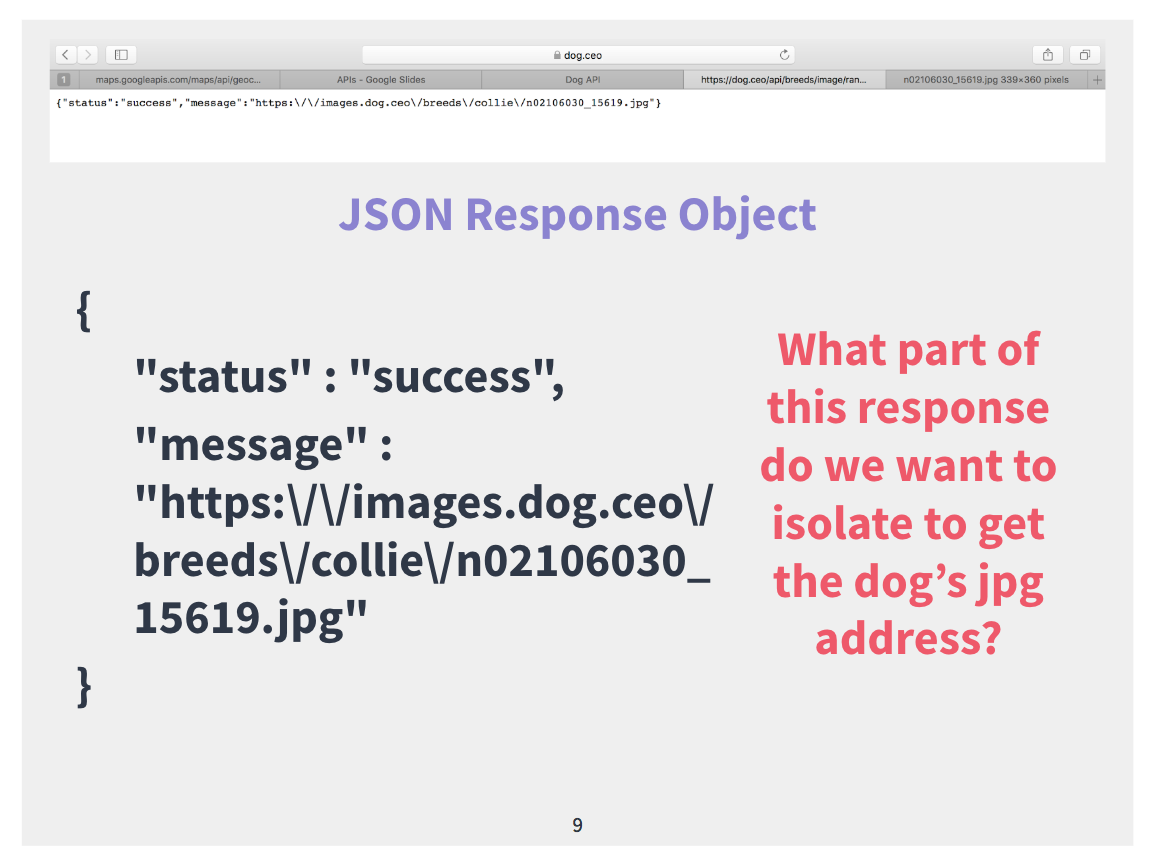 dog.ceo
1 maps.googleapis.com/maps/api/geoc... APIs - Google Slides Dog API https://dog.ceo/api/breeds/image/ran... n02106030_15619.jpg 339×360 pixels
{"status":"success","message":"https:\/\/images.dog.ceo\/breeds\/collie\/n02106030_15619.jpg"}
JSON Response Object
{
"status" : "success",
"message" :
"https:\/\/images.dog.ceo\/
breeds\/collie\/n02106030_
15619.jpg"
}
What part of
this response
do we want to
isolate to get
the dog’s jpg
address?
9